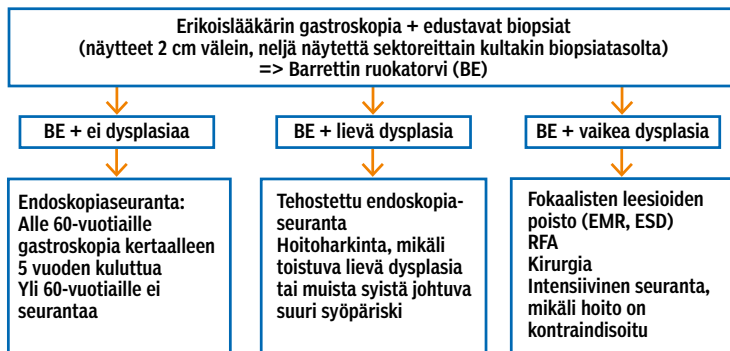 Erikoislääkärin gastroskopia + edustavat biopsiat
(näytteet 2 cm välein, neljä näytettä sektoreittain kultakin biopsiatasolta)
=> Barrettin ruokatorvi (BE)
BE + ei dysplasiaa
BE + lievä dysplasia
BE + vaikea dysplasia
Endoskopiaseuranta:
Alle 60-vuotiaille
gastroskopia kertaalleen
5 vuoden kuluttua
Yli 60-vuotiaille ei
seurantaa
Tehostettu endoskopia-
seuranta
Hoitoharkinta, mikäli
toistuva lievä dysplasia
tai muista syistä johtuva
suuri syöpäriski
Fokaalisten leesioiden
poisto (EMR, ESD)
RFA
Kirurgia
Intensiivinen seuranta,
mikäli hoito on
kontraindisoitu